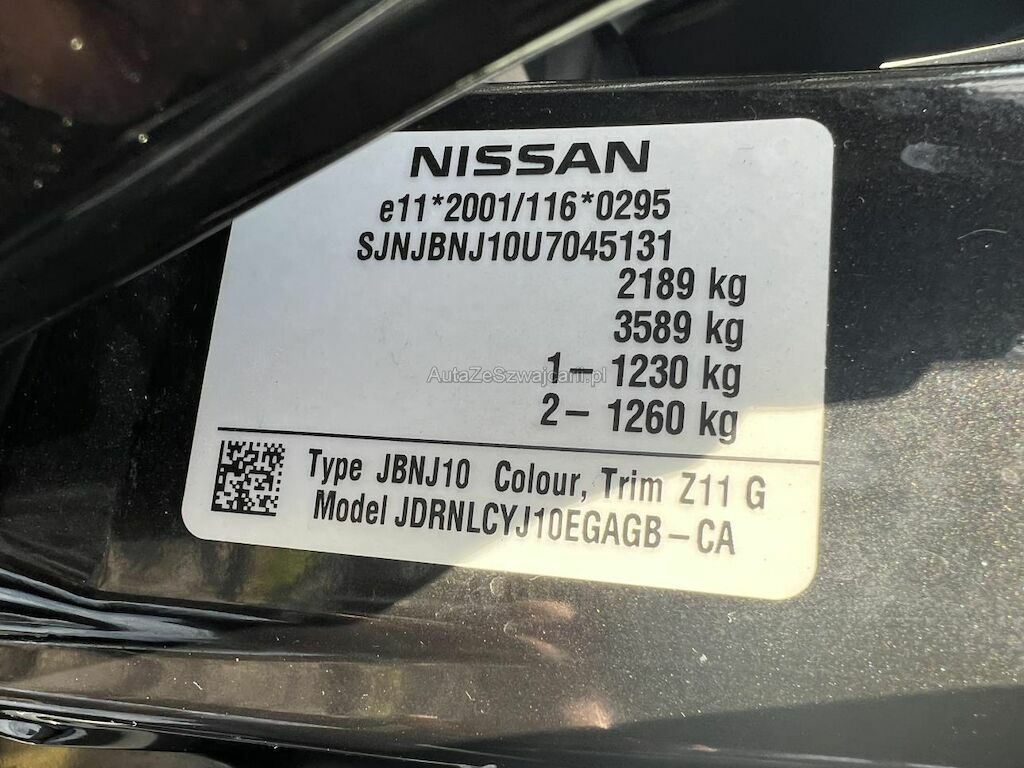 NISSAN
e11*2001/116*0295
SJNJBNJ10U7045131
2189 kg
3589 kg
1– 1230 kg
2– 1260 kg
AutaZeSzwajcarii.pl
Type JBNJ10 Colour, Trim Z11 G
Model JDRNLCYJ10EGAGB–CA